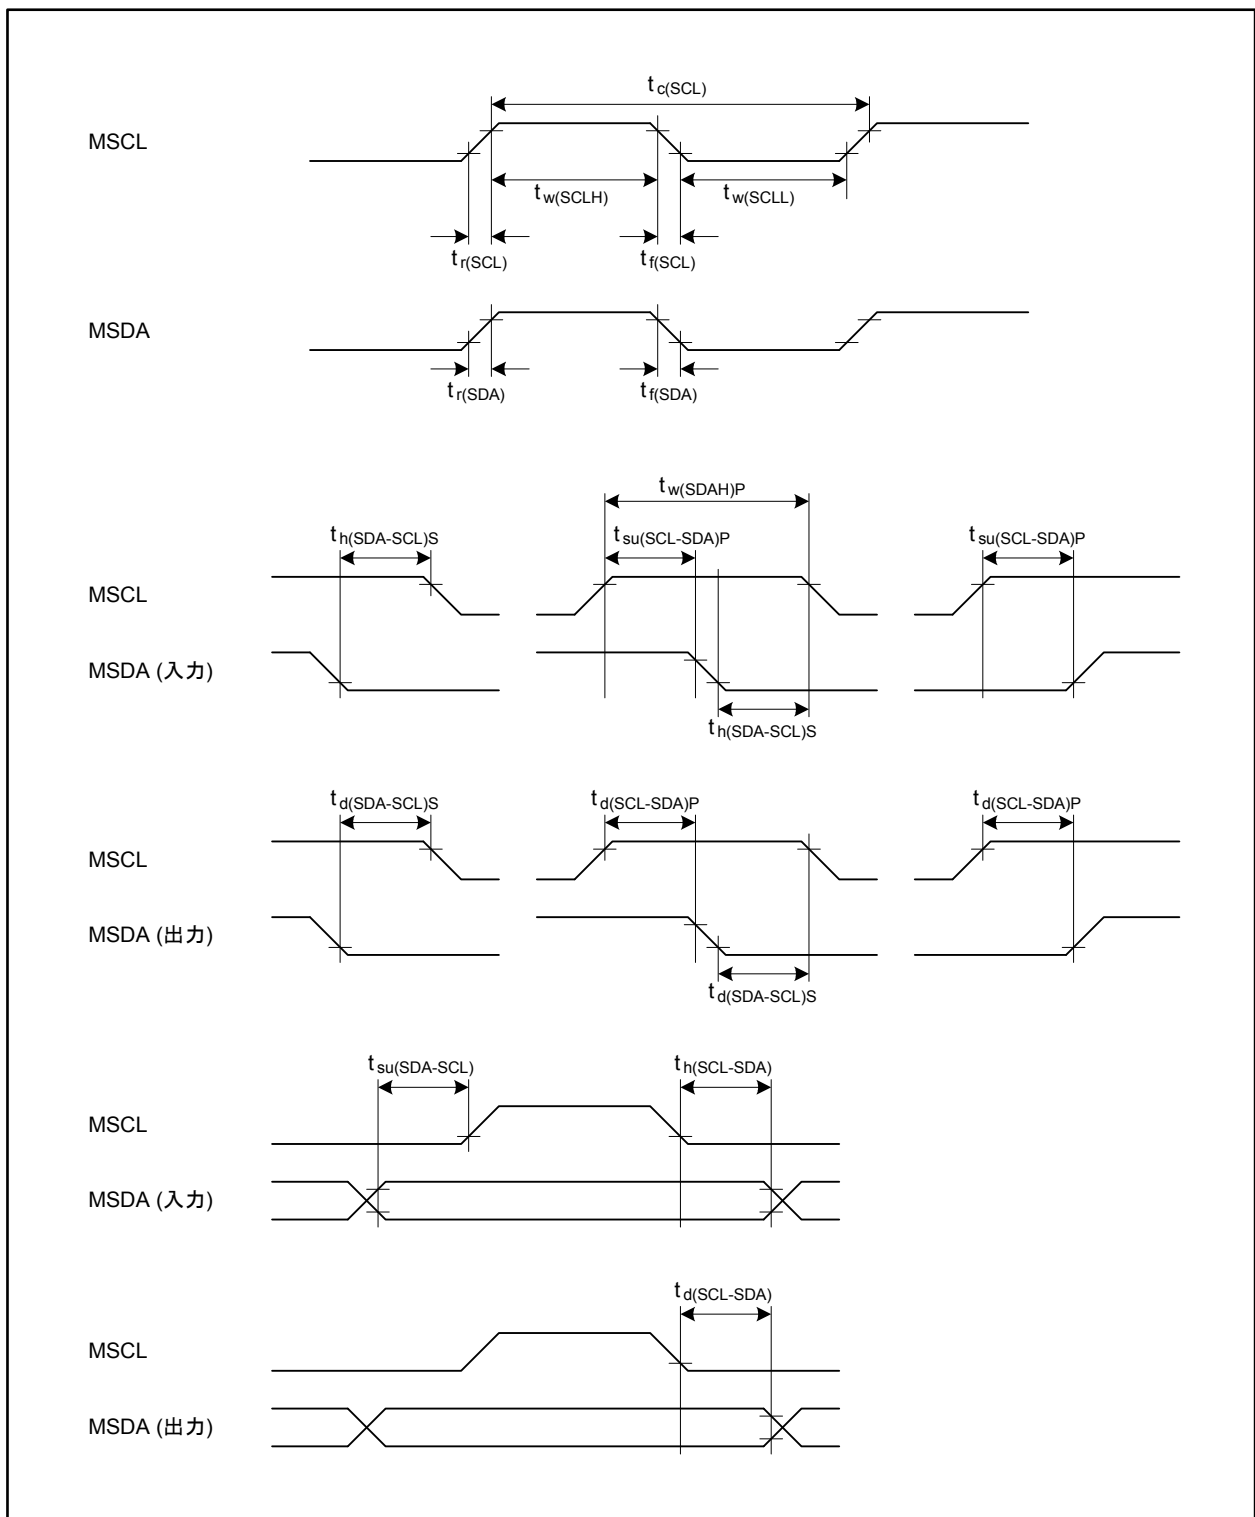 tc(SCL)
MSCL
tw(SCLH)
tw(SCLL)
tr(SCL)
tf(SCL)
MSDA
tr(SDA)
tf(SDA)
tw(SDAH)P
th(SDA-SCL)S
tsu(SCL-SDA)P
tsu(SCL-SDA)P
MSCL
MSDA (入力)
th(SDA-SCL)S
td(SDA-SCL)S
td(SCL-SDA)P
td(SCL-SDA)P
MSCL
MSDA (出力)
td(SDA-SCL)S
tsu(SDA-SCL)
th(SCL-SDA)
MSCL
MSDA (入力)
td(SCL-SDA)
MSCL
MSDA (出力)